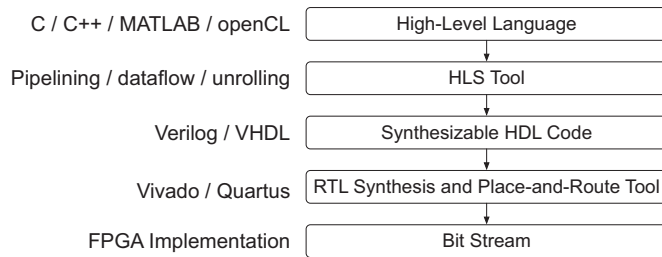 C / C++ / MATLAB / openCL High-Level Language
Pipelining / dataflow / unrolling HLS Tool
Verilog / VHDL Synthesizable HDL Code
Vivado / Quartus RTL Synthesis and Place-and-Route Tool
FPGA Implementation Bit Stream